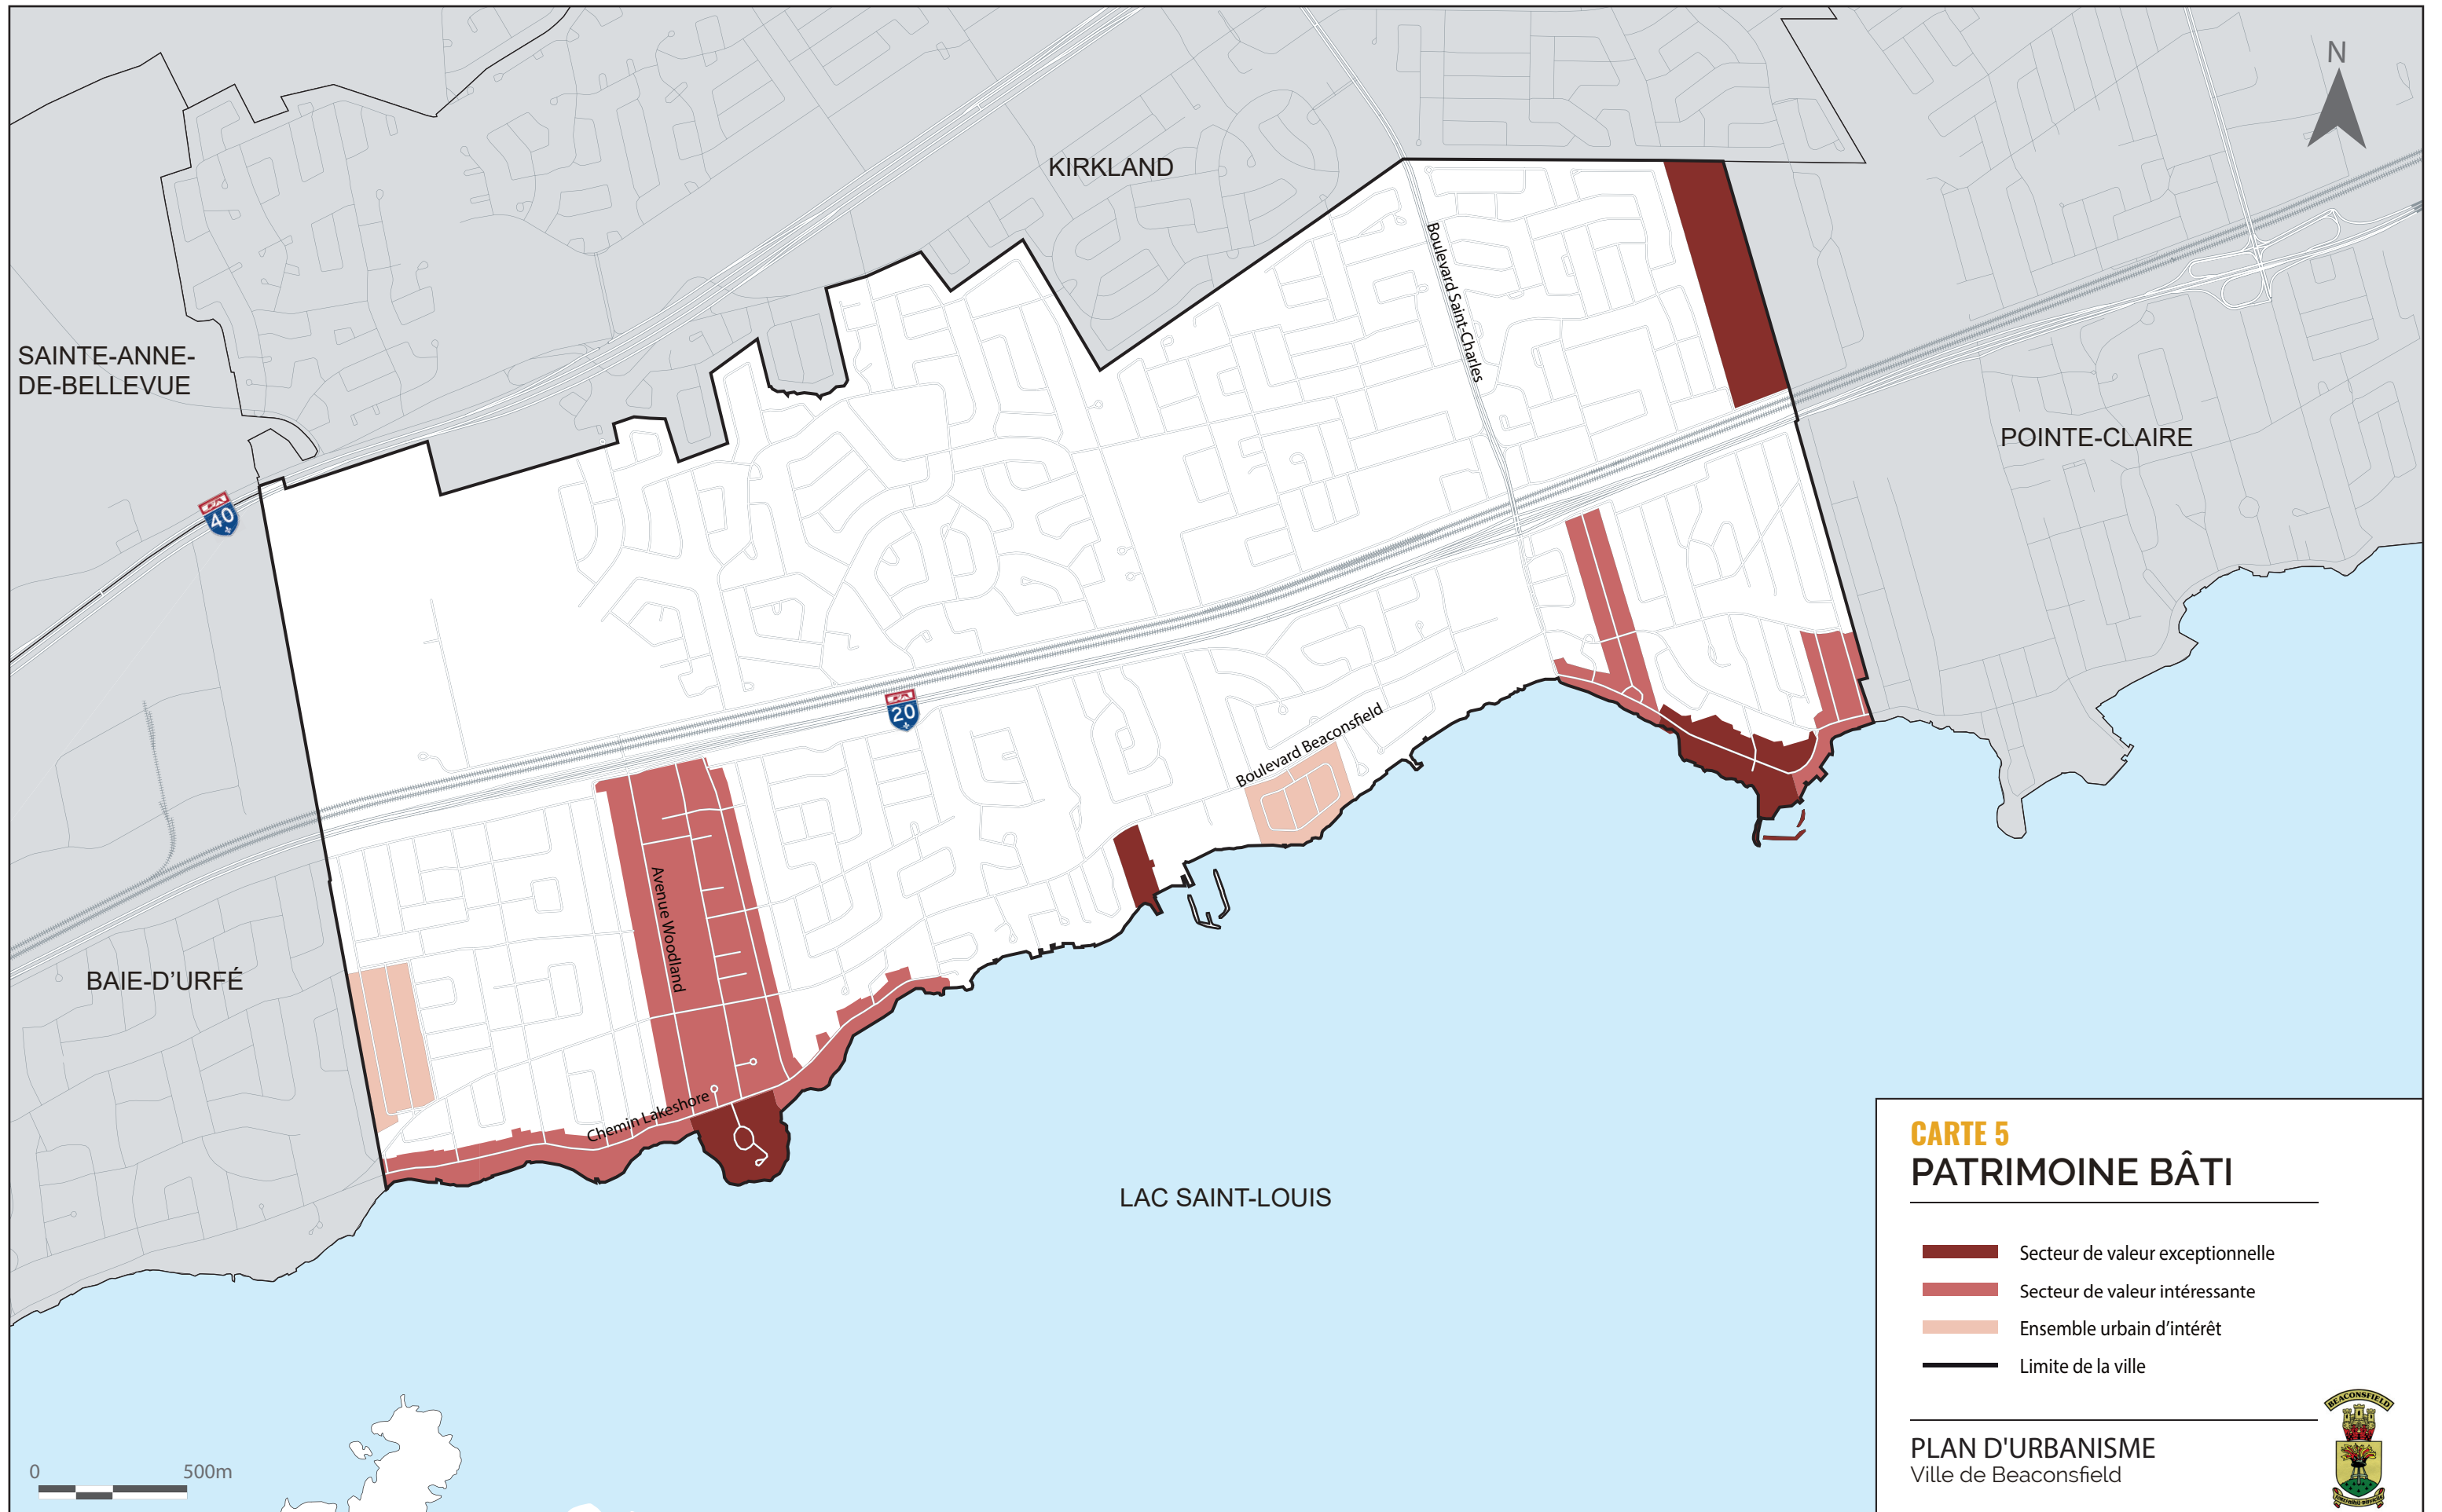 N
KIRKLAND
SAINTE-ANNE-
DE-BELLEVUE
Boulevard Saint-Charles
POINTE-CLAIRE
40
20
Boulevard Beaconsfield
Avenue Woodland
BAIE-D'URFÉ
Chemin Lakeshore
LAC SAINT-LOUIS
CARTE 5
PATRIMOINE BÂTI
Secteur de valeur exceptionnelle
Secteur de valeur intéressante
Ensemble urbain d'intérêt
Limite de la ville
PLAN D'URBANISME
Ville de Beaconsfield
BEACONSFIELD
0 500m